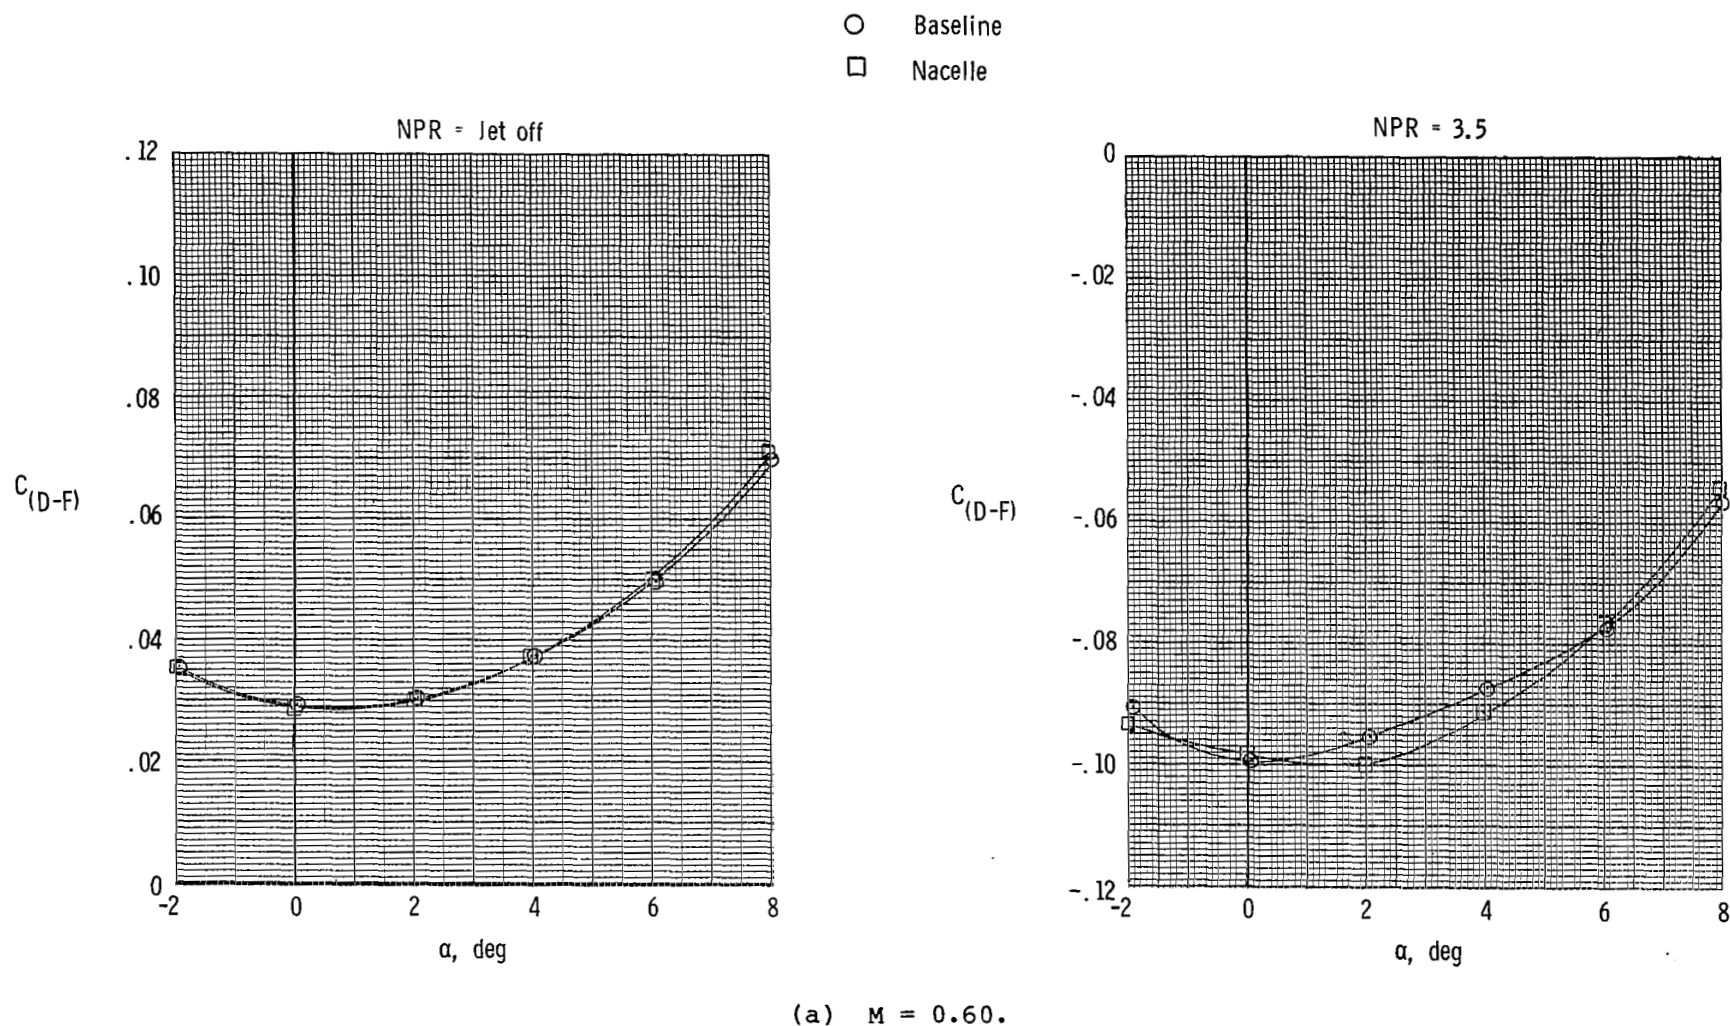 Baseline
Nacelle
NPR = Jet off
.12
.10
.08
.06
.04
.02
0
-2 0 2 4 6 8
C(D-F)
α, deg
NPR = 3.5
0
-.02
-.04
-.06
-.08
-.10
-.12
-2 0 2 4 6 8
C(D-F)
α, deg
(a) M = 0.60.